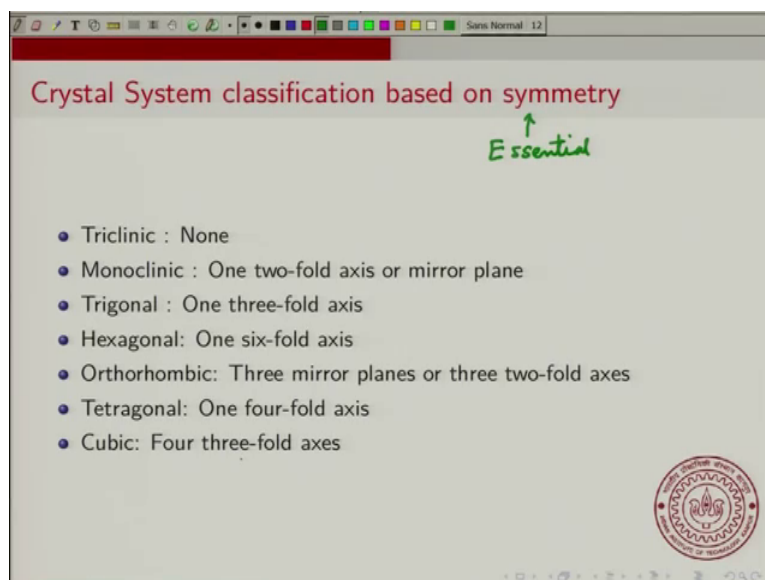 T
Sans Normal 12
Crystal System classification based on symmetry
Essential
Triclinic : None
Monoclinic : One two-fold axis or mirror plane
Trigonal : One three-fold axis
Hexagonal: One six-fold axis
Orthorhombic: Three mirror planes or three two-fold axes
Tetragonal: One four-fold axis
Cubic: Four three-fold axes